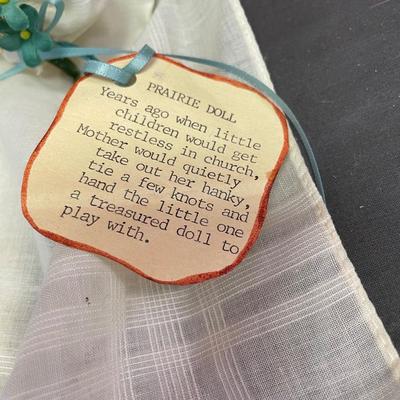 PRAIRIE DOLL
Years ago when little
children would get
restless in church,
Mother would quietly
take out her hanky,
tie a few knots and
hand the little one
a treasured doll to
play with.